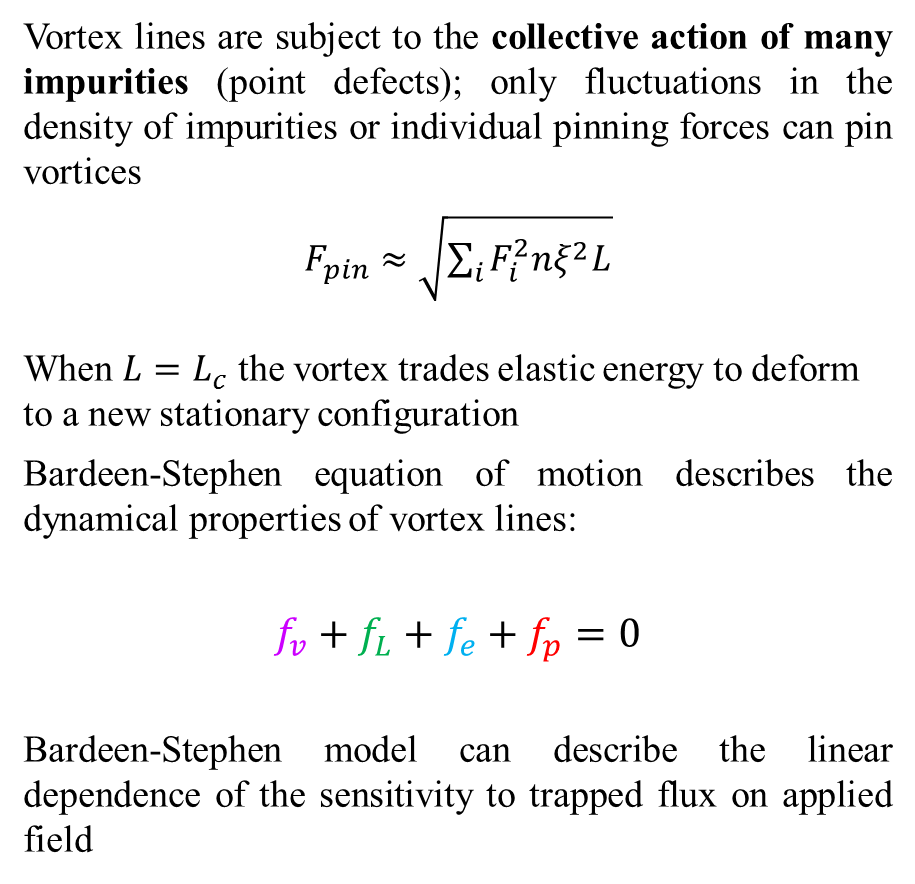 Vortex lines are subject to the collective action of many
impurities (point defects); only fluctuations in the
density of impurities or individual pinning forces can pin
vortices
F_{pin} ≈ √(∑_i F_i^2 nξ^2 L)
When L = L_c the vortex trades elastic energy to deform
to a new stationary configuration
Bardeen-Stephen equation of motion describes the
dynamical properties of vortex lines:
f_v + f_L + f_e + f_p = 0
Bardeen-Stephen model can describe the linear
dependence of the sensitivity to trapped flux on applied
field